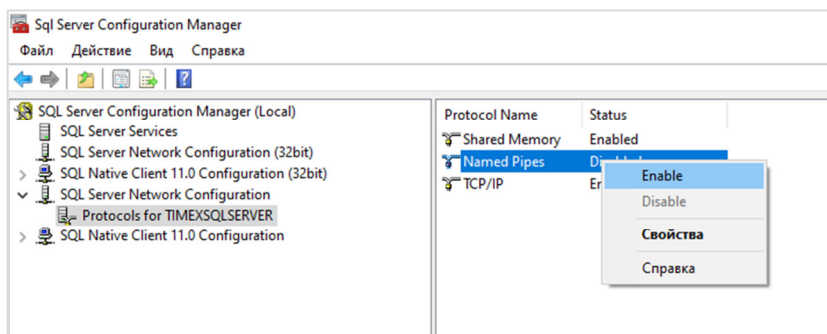 Sql Server Configuration Manager
Файл Действие Вид Справка
SQL Server Configuration Manager (Local)
SQL Server Services
SQL Server Network Configuration (32bit)
SQL Native Client 11.0 Configuration (32bit)
SQL Server Network Configuration
Protocols for TIMEXSQLSERVER
SQL Native Client 11.0 Configuration
Protocol Name Status
Shared Memory Enabled
Named Pipes
TCP/IP
Enable
Disable
Свойства
Справка